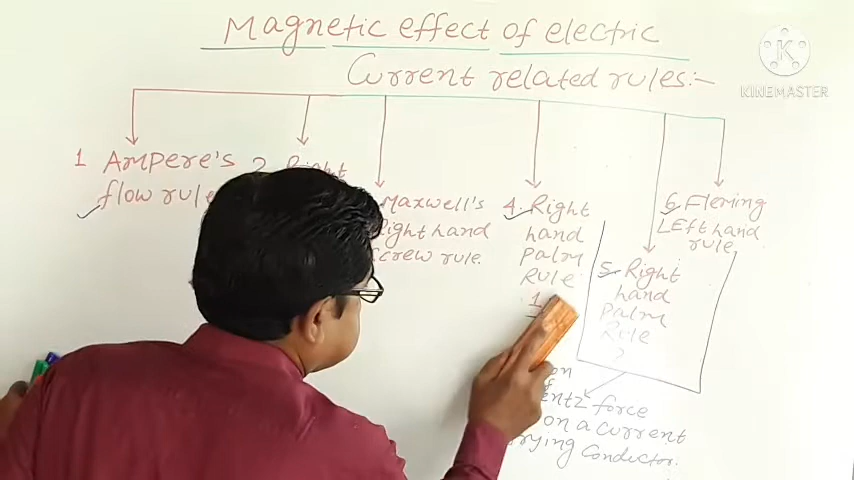 Magnetic effect of electric
Current related rules:-
K
KINEMASTER
1 Ampere's
flow rule
2 Right
Maxwell's
Right hand
screw rule.
4. Right
hand
palm
Rule
1
5. Right
hand
palm
Rule
2
6. Fleming
LEft hand
rule
force
on a current
conductor.